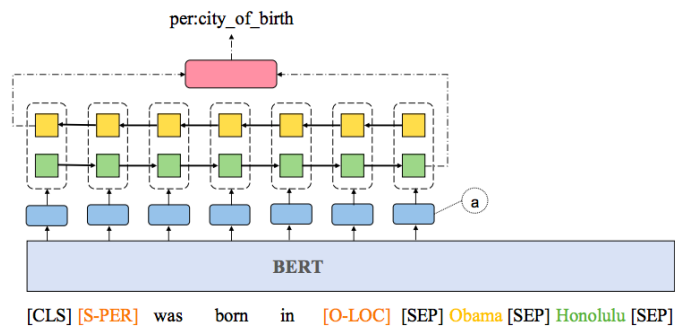 per:city_of_birth
a
BERT
[CLS] [S-PER] was born in [O-LOC] [SEP] Obama [SEP] Honolulu [SEP]